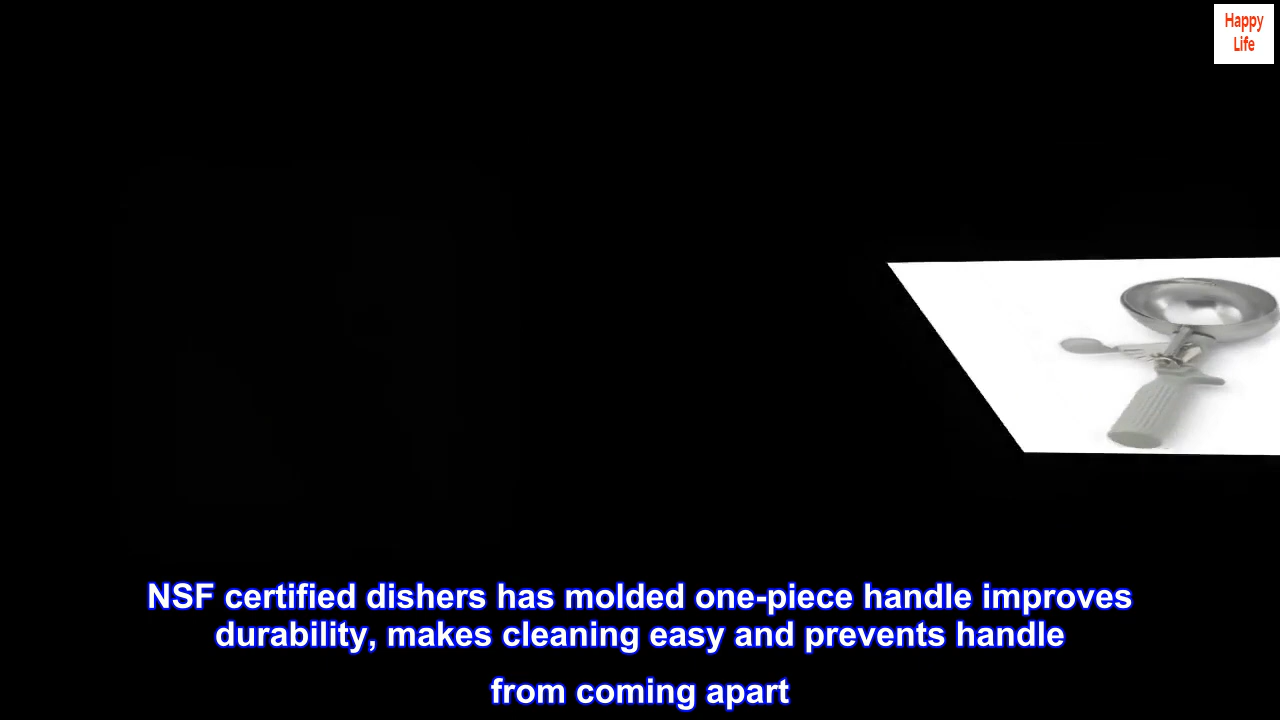 Happy
Life
NSF certified dishers has molded one-piece handle improves
durability, makes cleaning easy and prevents handle
from coming apart